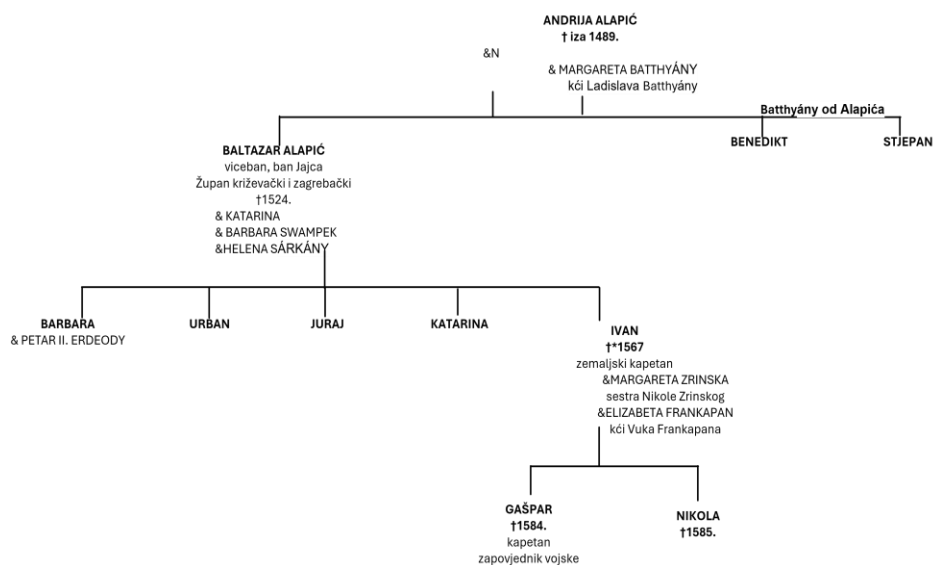 ANDRIJA ALAPIĆ
† iza 1489.
&N
& MARGARETA BATTHYÁNY
kći Ladislava Batthyány
Batthyány od Alapića
BALTAZAR ALAPIĆ
viceban, ban Jajca
Župan križevački i zagrebački
†1524.
& KATARINA
& BARBARA SWAMPEK
&HELENA SÁRKÁNY
BENEDIKT
STJEPAN
BARBARA
& PETAR II. ERDEODY
URBAN
JURAJ
KATARINA
IVAN
†*1567
zemaljski kapetan
&MARGARETA ZRINSKA
sestra Nikole Zrinskog
&ELIZABETA FRANKAPAN
kći Vuka Frankapana
GAŠPAR
†1584.
kapetan
zapovjednik vojske
NIKOLA
†1585.